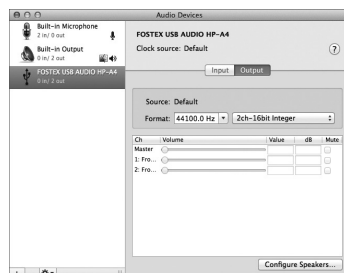 Audio Devices
Built-in Microphone
2 in/ 0 out
Built-in Output
0 in/ 2 out
FOSTEX USB AUDIO HP-A4
0 in/ 2 out
FOSTEX USB AUDIO HP-A4
Clock source: Default
?
Input Output
Source: Default
Format: 44100.0 Hz 2ch-16bit Integer
Ch Volume Value dB Mute
Master
1: Fro...
2: Fro...
Configure Speakers...